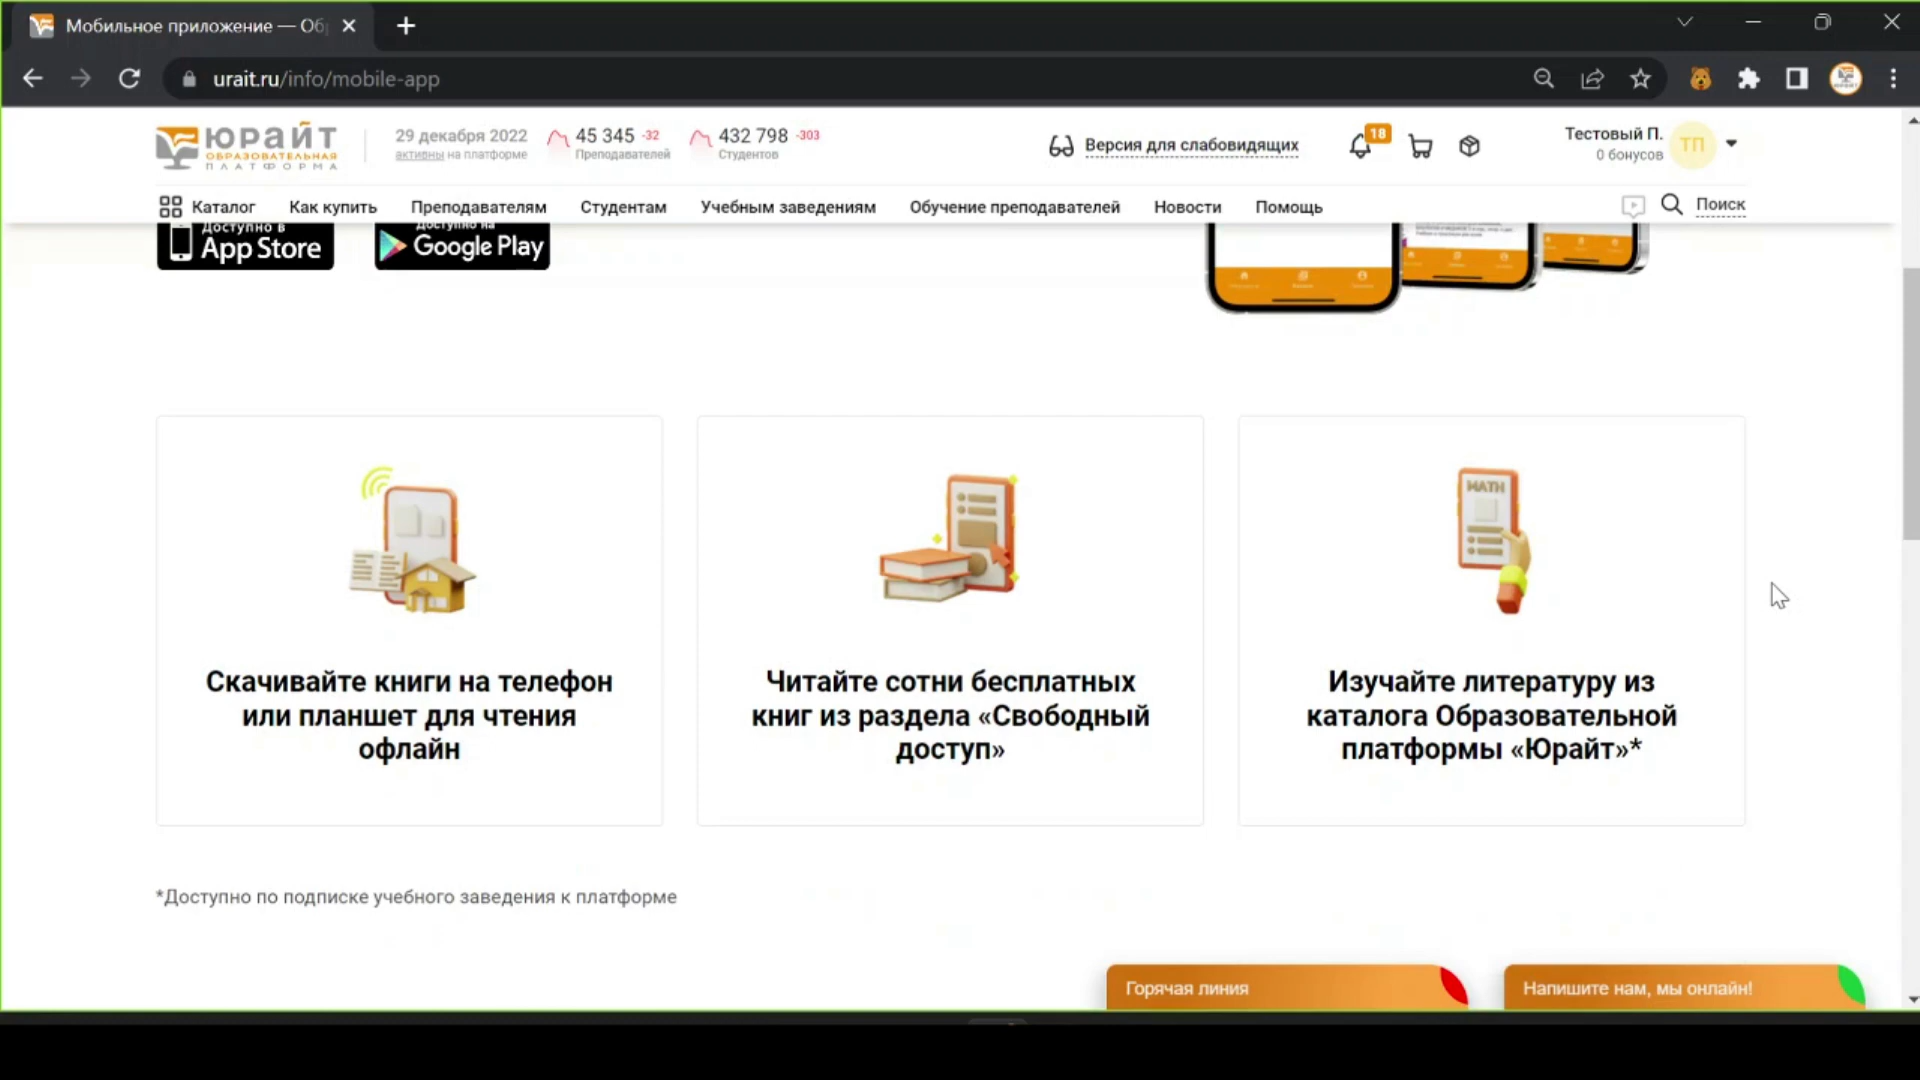 Мобильное приложение — Об
urait.ru/info/mobile-app
ЮРАЙТ
ОБРАЗОВАТЕЛЬНАЯ
ПЛАТФОРМА
29 декабря 2022
активны на платформе
45 345 -32
Преподавателей
432 798 -303
Студентов
Версия для слабовидящих
18
Тестовый П.
0 бонусов
ТП
Каталог
Как купить
Преподавателям
Студентам
Учебным заведениям
Обучение преподавателей
Новости
Помощь
Поиск
Доступно в
App Store
Доступно на
Google Play
MATH
Скачивайте книги на телефон
или планшет для чтения
офлайн
Читайте сотни бесплатных
книг из раздела «Свободный
доступ»
Изучайте литературу из
каталога Образовательной
платформы «Юрайт»*
*Доступно по подписке учебного заведения к платформе
Горячая линия
Напишите нам, мы онлайн!